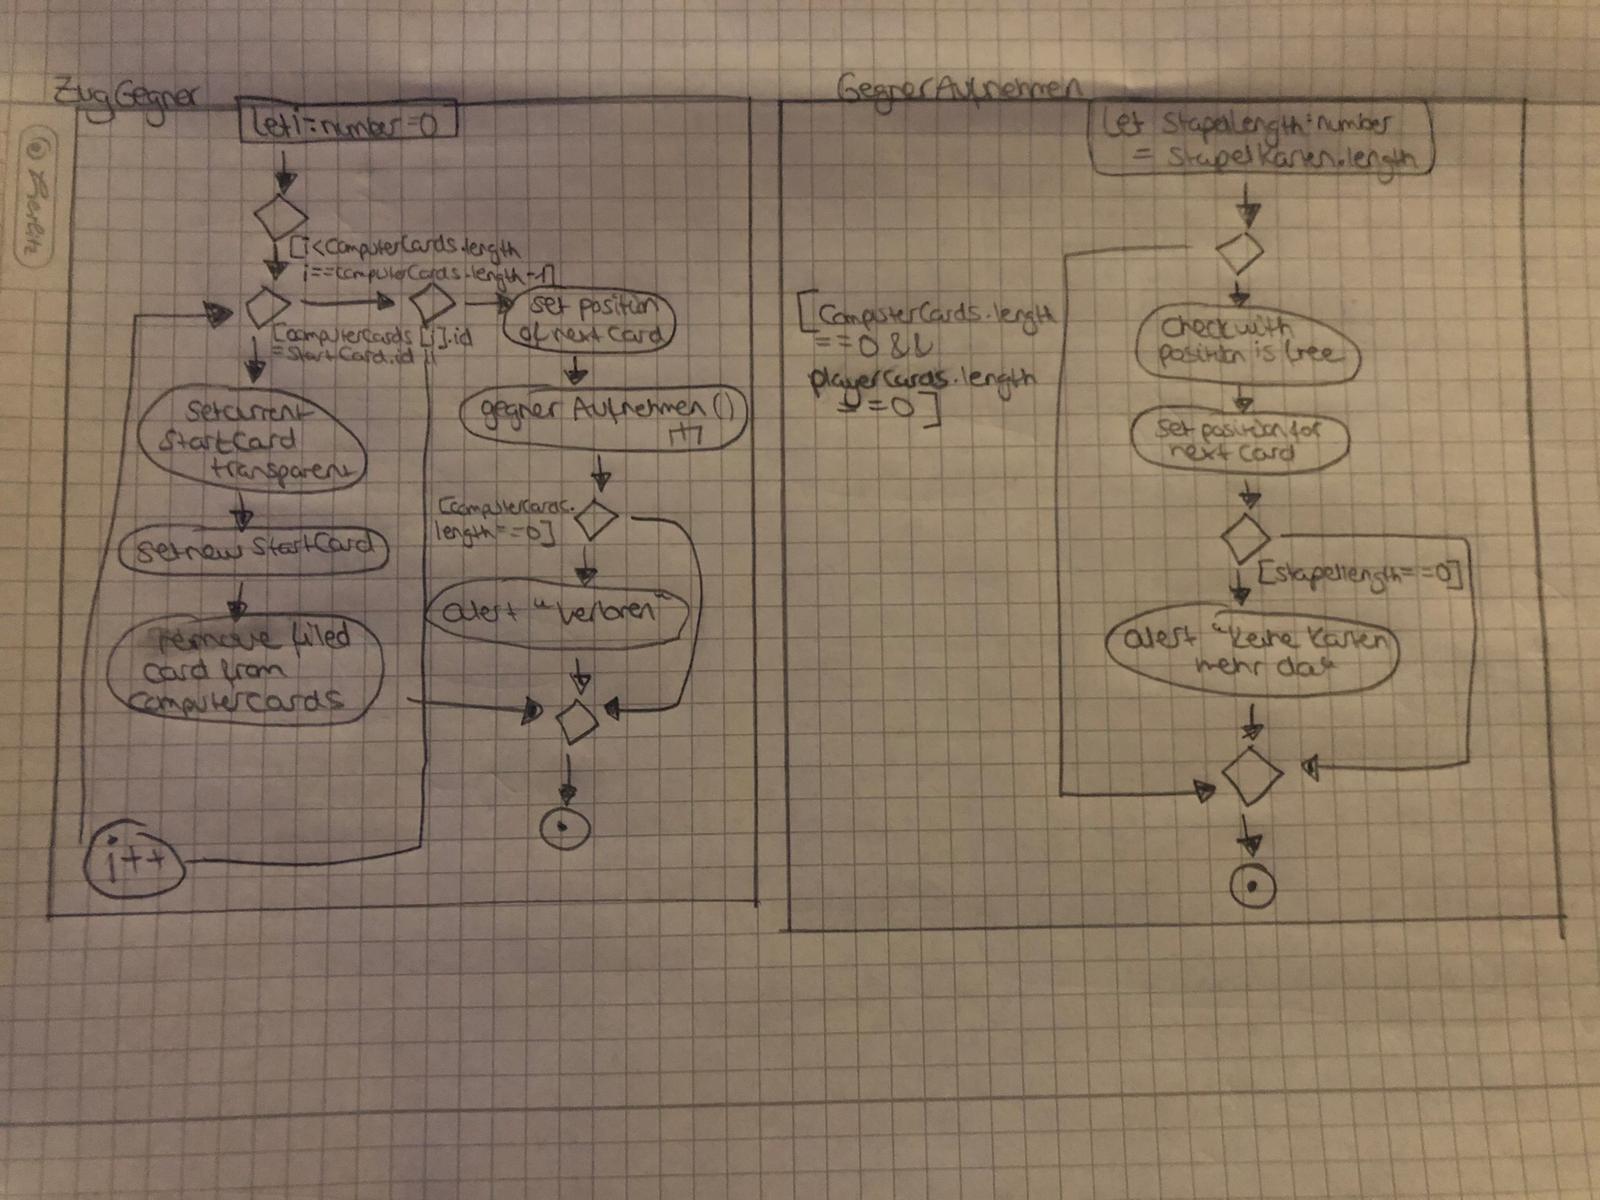 ZugGegner
let i:number=0
[i<computerCards.length
i==computerCards.length-1]
[computerCards[i].id
=StartCard.id]
set position
of next Card
set current
StartCard
transparent
gegner Aufnehmen()
set new StartCard
[computerCards.
length==0]
alert "Verloren"
remove filed
card from
computerCards
i++
GegnerAufnehmen
let stapelLength:number
= stapelKarten.length
[ComputerCards.length
==0 &&
playerCards.length
==0]
check with
position is free
set position for
next Card
[stapellength==0]
alert "keine Karten
mehr da"